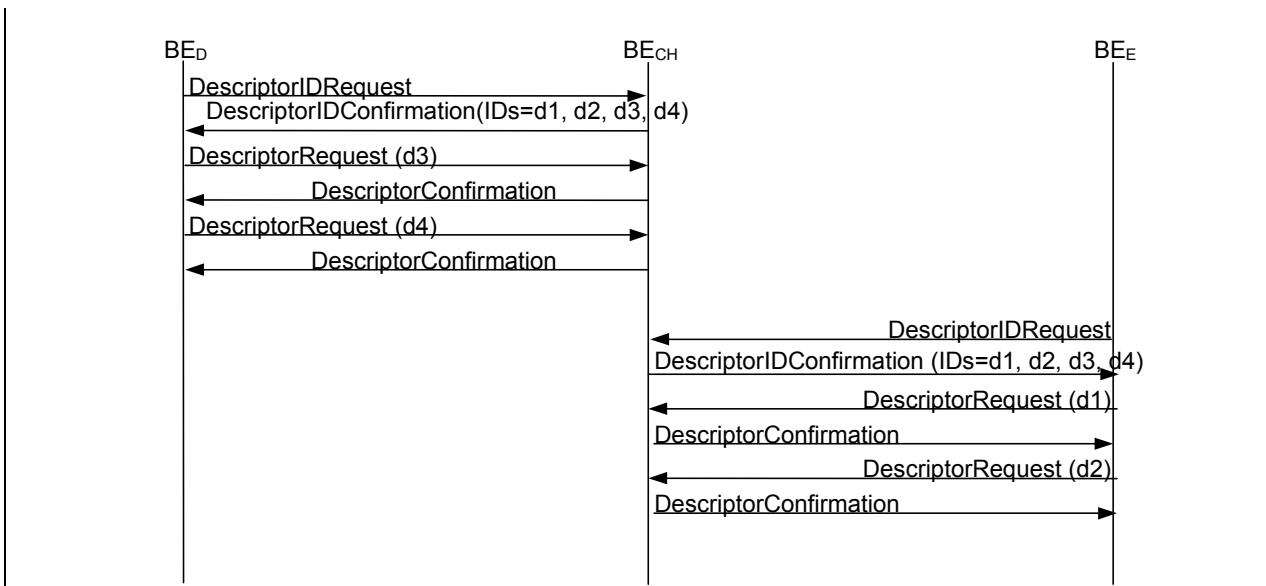 BED BECH BEE
DescriptorIDRequest
DescriptorIDConfirmation(IDs=d1, d2, d3, d4)
DescriptorRequest (d3)
DescriptorConfirmation
DescriptorRequest (d4)
DescriptorConfirmation
DescriptorIDRequest
DescriptorIDConfirmation (IDs=d1, d2, d3, d4)
DescriptorRequest (d1)
DescriptorConfirmation
DescriptorRequest (d2)
DescriptorConfirmation